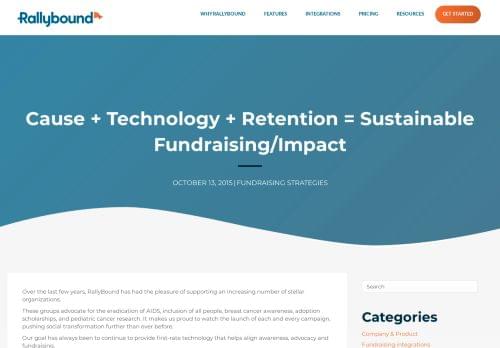 Rallybound
WHY RALLYBOUND
FEATURES
INTEGRATIONS
PRICING
RESOURCES
GET STARTED
Cause + Technology + Retention = Sustainable
Fundraising/Impact
OCTOBER 13, 2015 | FUNDRAISING STRATEGIES
Over the last few years, RallyBound has had the pleasure of supporting an increasing number of stellar
organizations.
These groups advocate for the eradication of AIDS, inclusion of all people, breast cancer awareness, adoption
scholarships, and pediatric cancer research. It makes us proud to watch the launch of each and every campaign,
pushing social transformation further than ever before.
Our goal has always been to continue to provide first-rate technology that helps align awareness, advocacy and
fundraising.
Search
Categories
Company & Product
Fundraising integrations